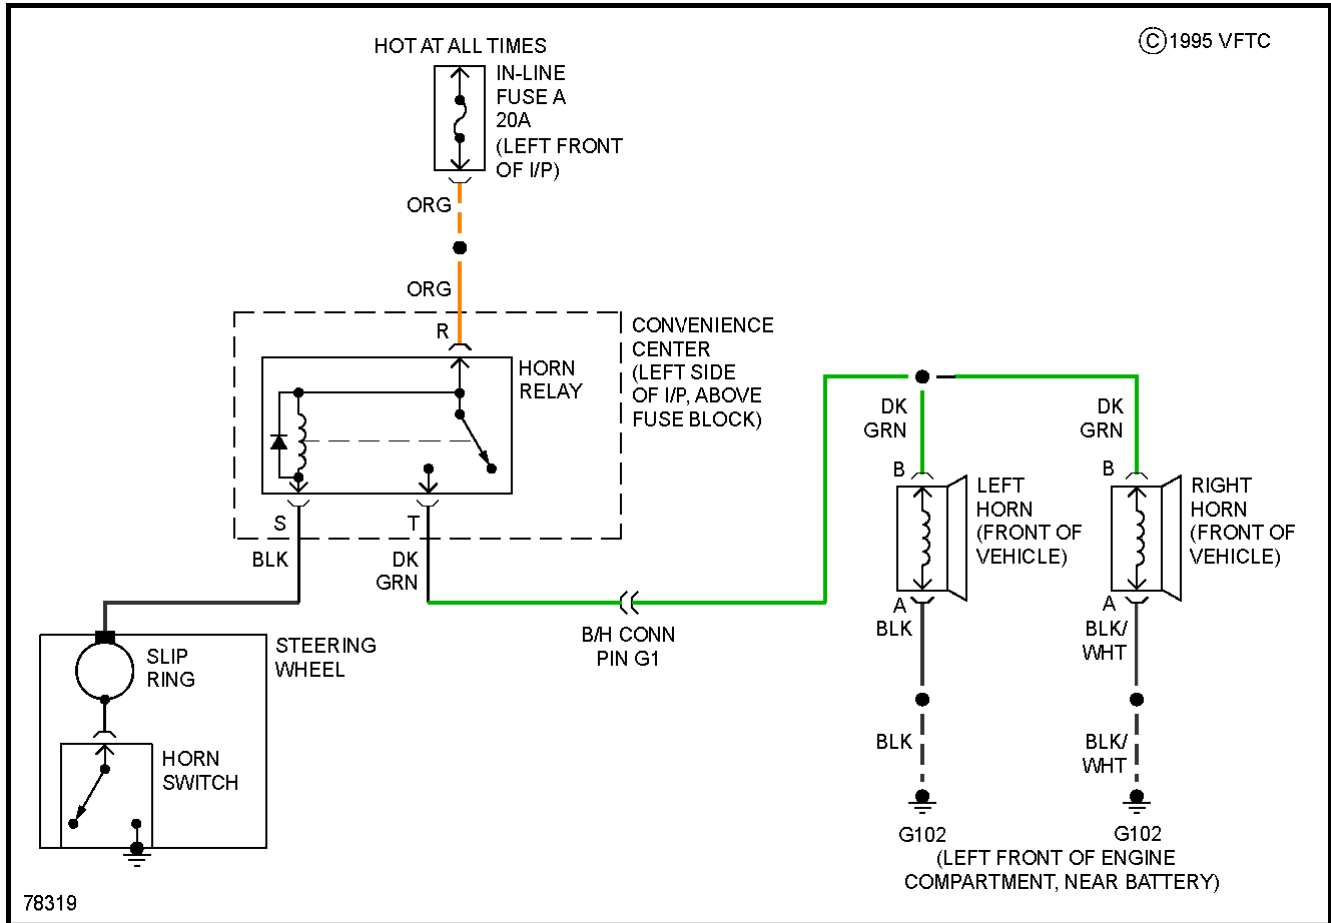 HOT AT ALL TIMES
©1995 VFTC
IN-LINE
FUSE A
20A
(LEFT FRONT
OF I/P)
ORG
ORG
R
CONVENIENCE
CENTER
(LEFT SIDE
OF I/P, ABOVE
FUSE BLOCK)
HORN
RELAY
S
T
BLK
DK
GRN
B/H CONN
PIN G1
DK
GRN
DK
GRN
B
B
LEFT
HORN
(FRONT OF
VEHICLE)
RIGHT
HORN
(FRONT OF
VEHICLE)
A
A
BLK
BLK/
WHT
STEERING
WHEEL
SLIP
RING
HORN
SWITCH
BLK
BLK/
WHT
G102
G102
(LEFT FRONT OF ENGINE
COMPARTMENT, NEAR BATTERY)
78319